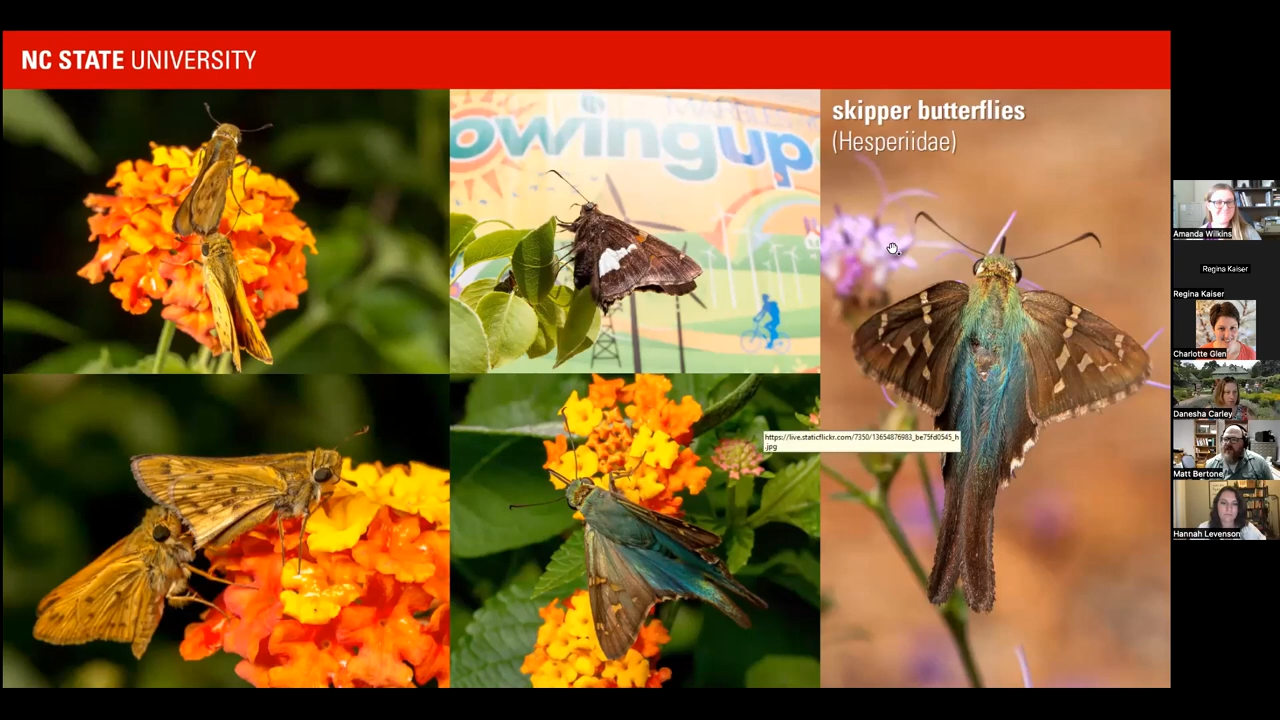 NC STATE UNIVERSITY
owingup
skipper butterflies
(Hesperiidae)
https://live.staticflickr.com/7350/13654876983_be75fd0545_h
.jpg
Amanda Wilkins
Regina Kaiser
Regina Kaiser
Charlotte Glen
Danesha Carley
Matt Bertone
Hannah Levenson